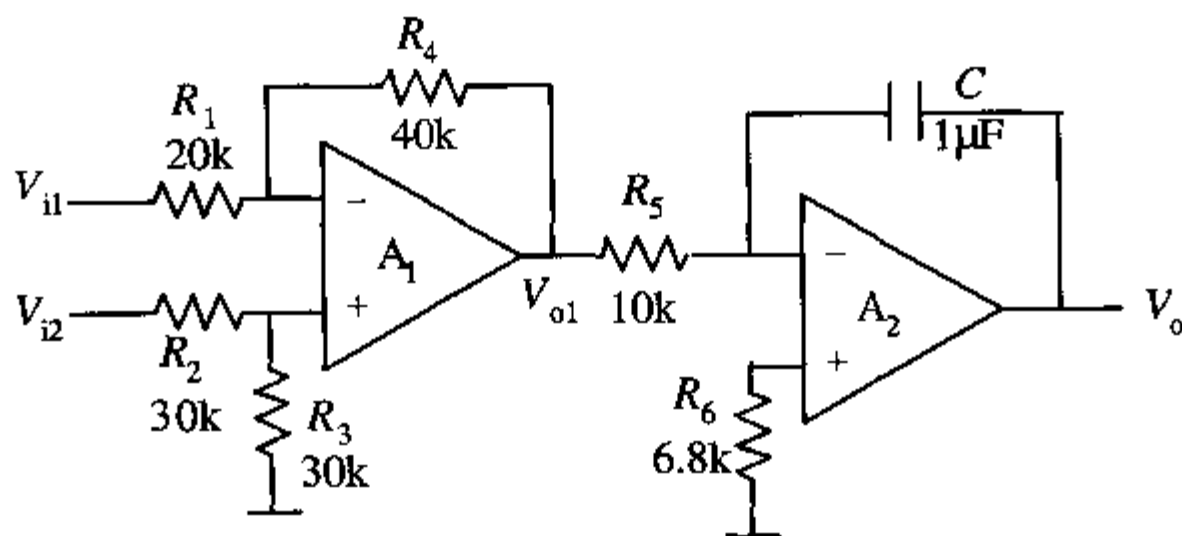 R4
40k
C
1μF
R1
20k
Vi1
−
A1
+
Vi2
R2
30k
R3
30k
Vo1
R5
10k
−
A2
+
Vo
R6
6.8k